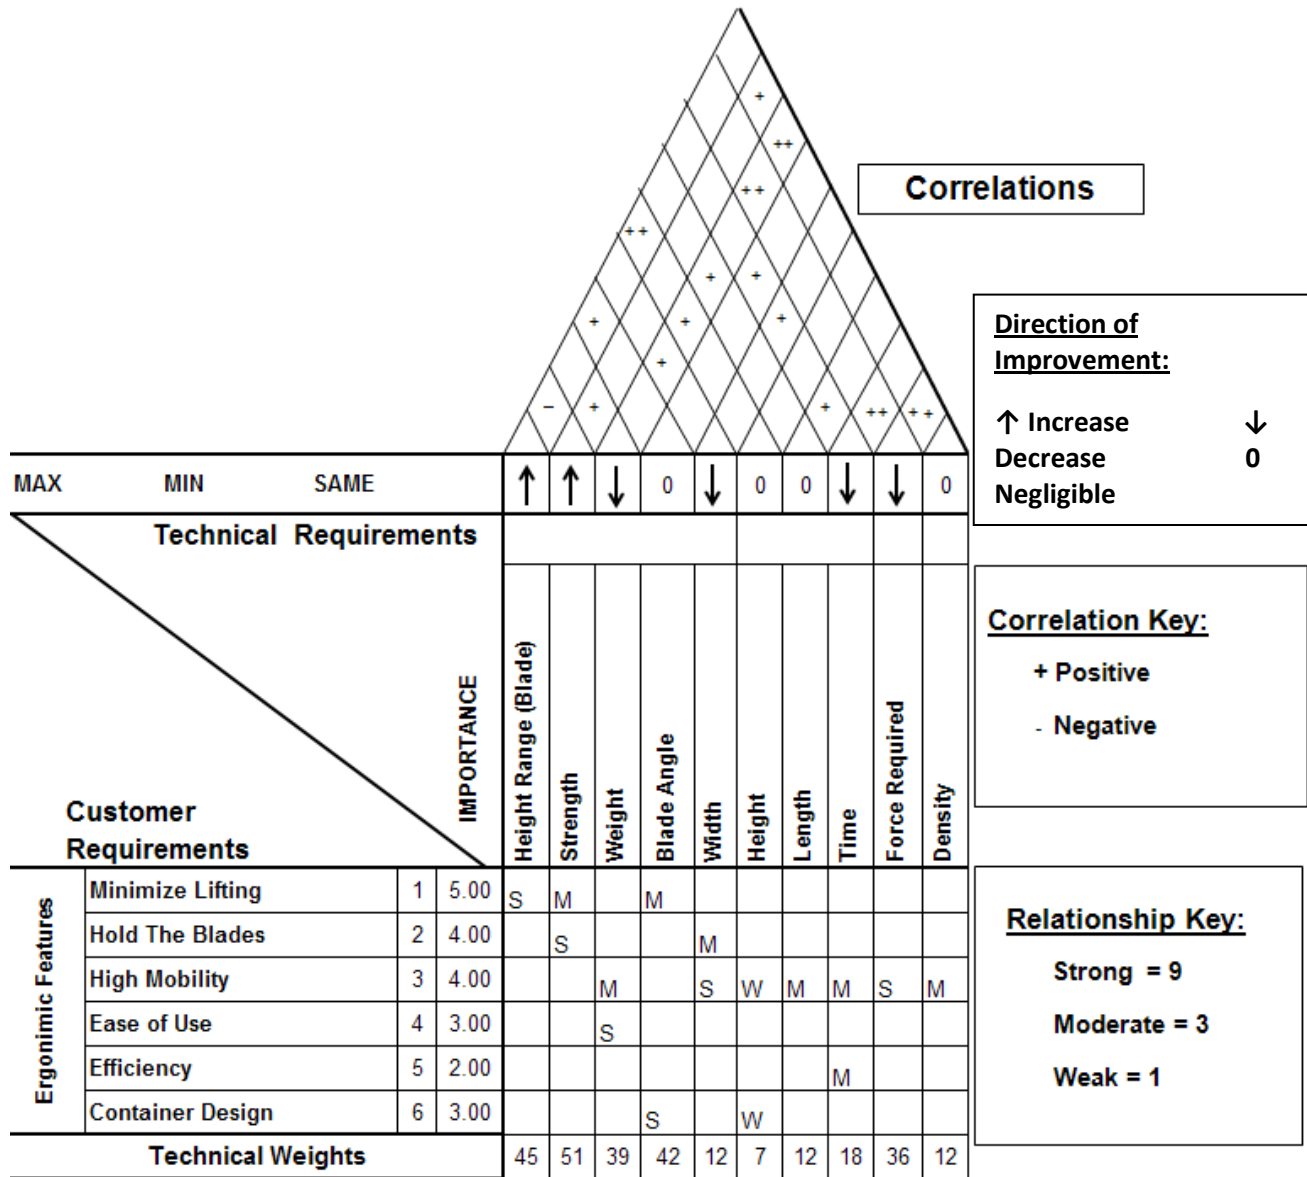 +
++
++
Correlations
++
+ +
+ + +
+
- + + ++ ++
Direction of
Improvement:
↑ Increase ↓
Decrease 0
Negligible
MAX MIN SAME ↑ ↑ ↓ 0 ↓ 0 0 ↓ ↓ 0
Technical Requirements
IMPORTANCE
Height Range (Blade)
Strength
Weight
Blade Angle
Width
Height
Length
Time
Force Required
Density
Customer
Requirements
Correlation Key:
+ Positive
- Negative
Ergonimic Features
Minimize Lifting 1 5.00 S M M
Hold The Blades 2 4.00 S M
High Mobility 3 4.00 M S W M M S M
Ease of Use 4 3.00 S
Efficiency 5 2.00 M
Container Design 6 3.00 S W
Technical Weights 45 51 39 42 12 7 12 18 36 12
Relationship Key:
Strong = 9
Moderate = 3
Weak = 1